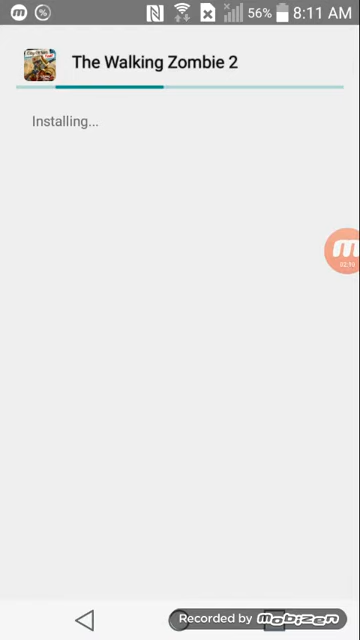 56% 8:11 AM
The Walking Zombie 2
Installing...
Recorded by mobizen